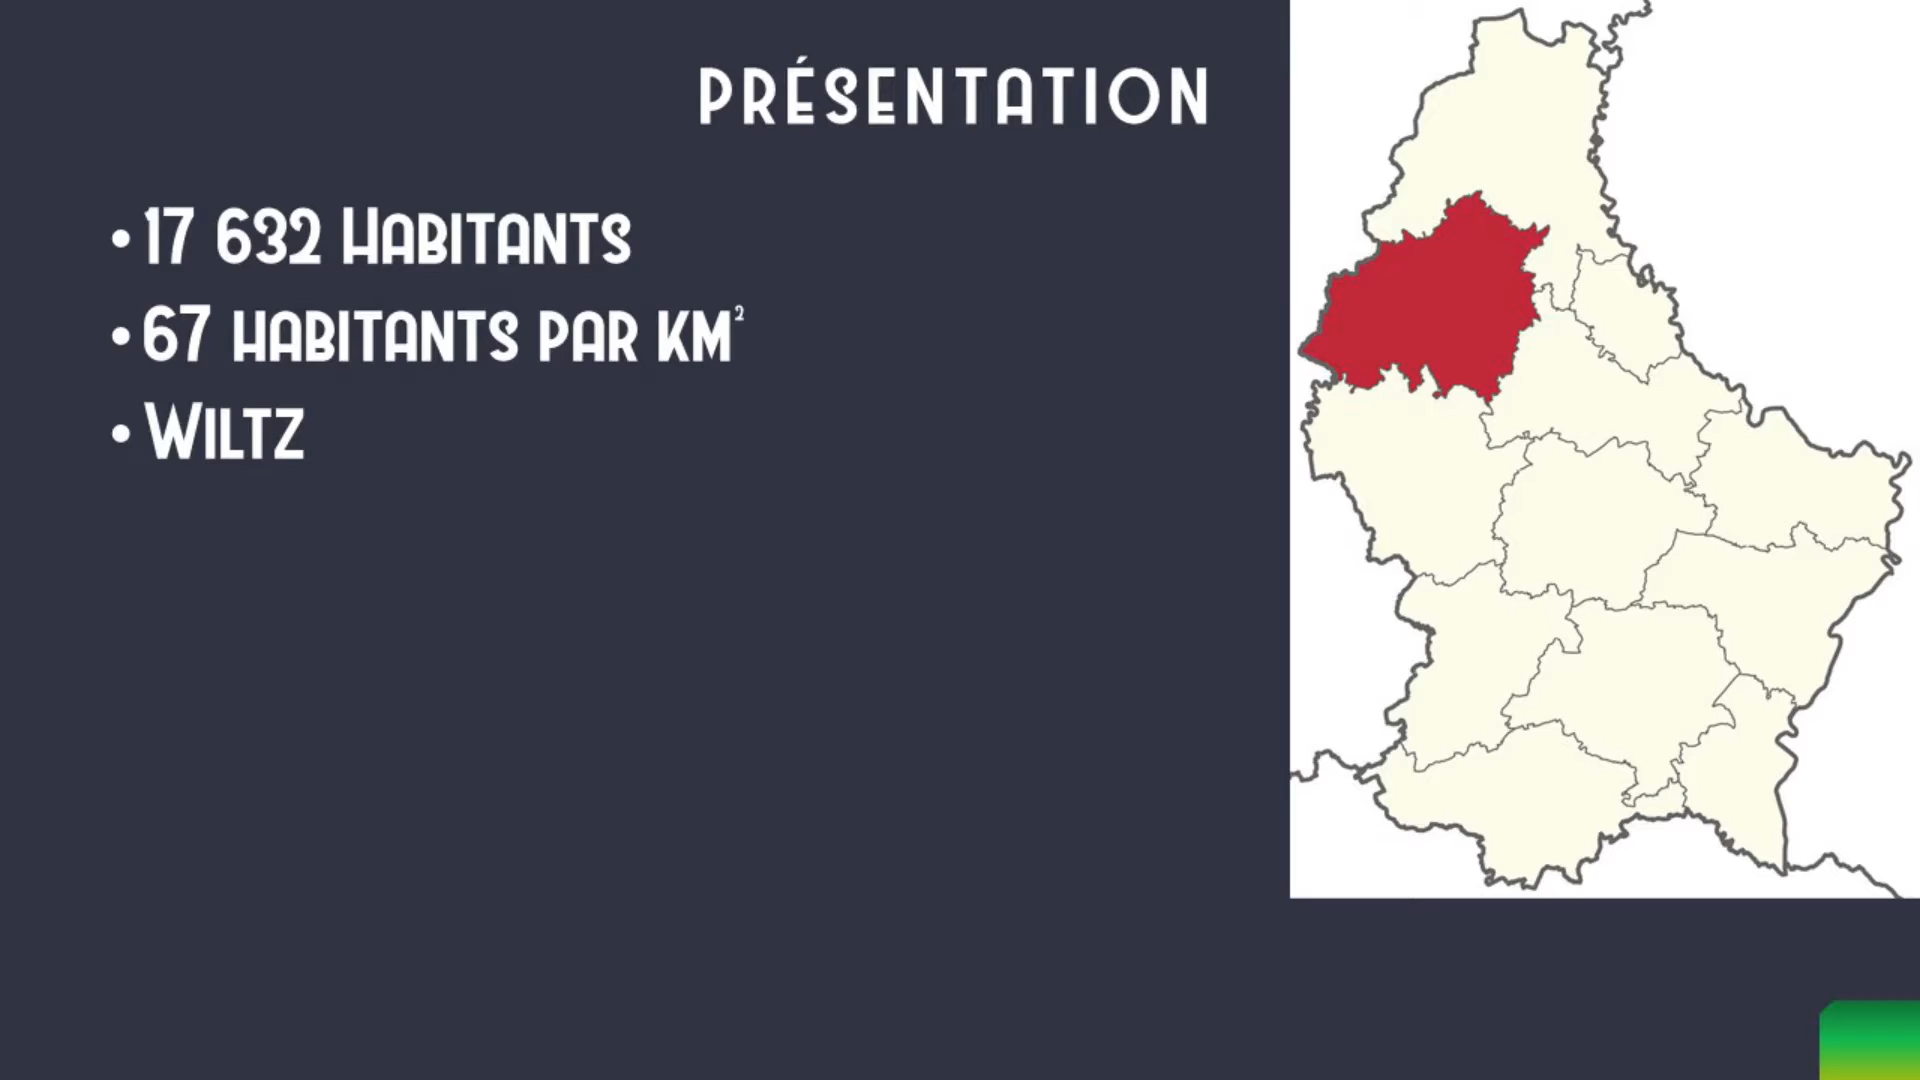 PRÉSENTATION
• 17 632 HABITANTS
• 67 HABITANTS PAR KM²
• WILTZ